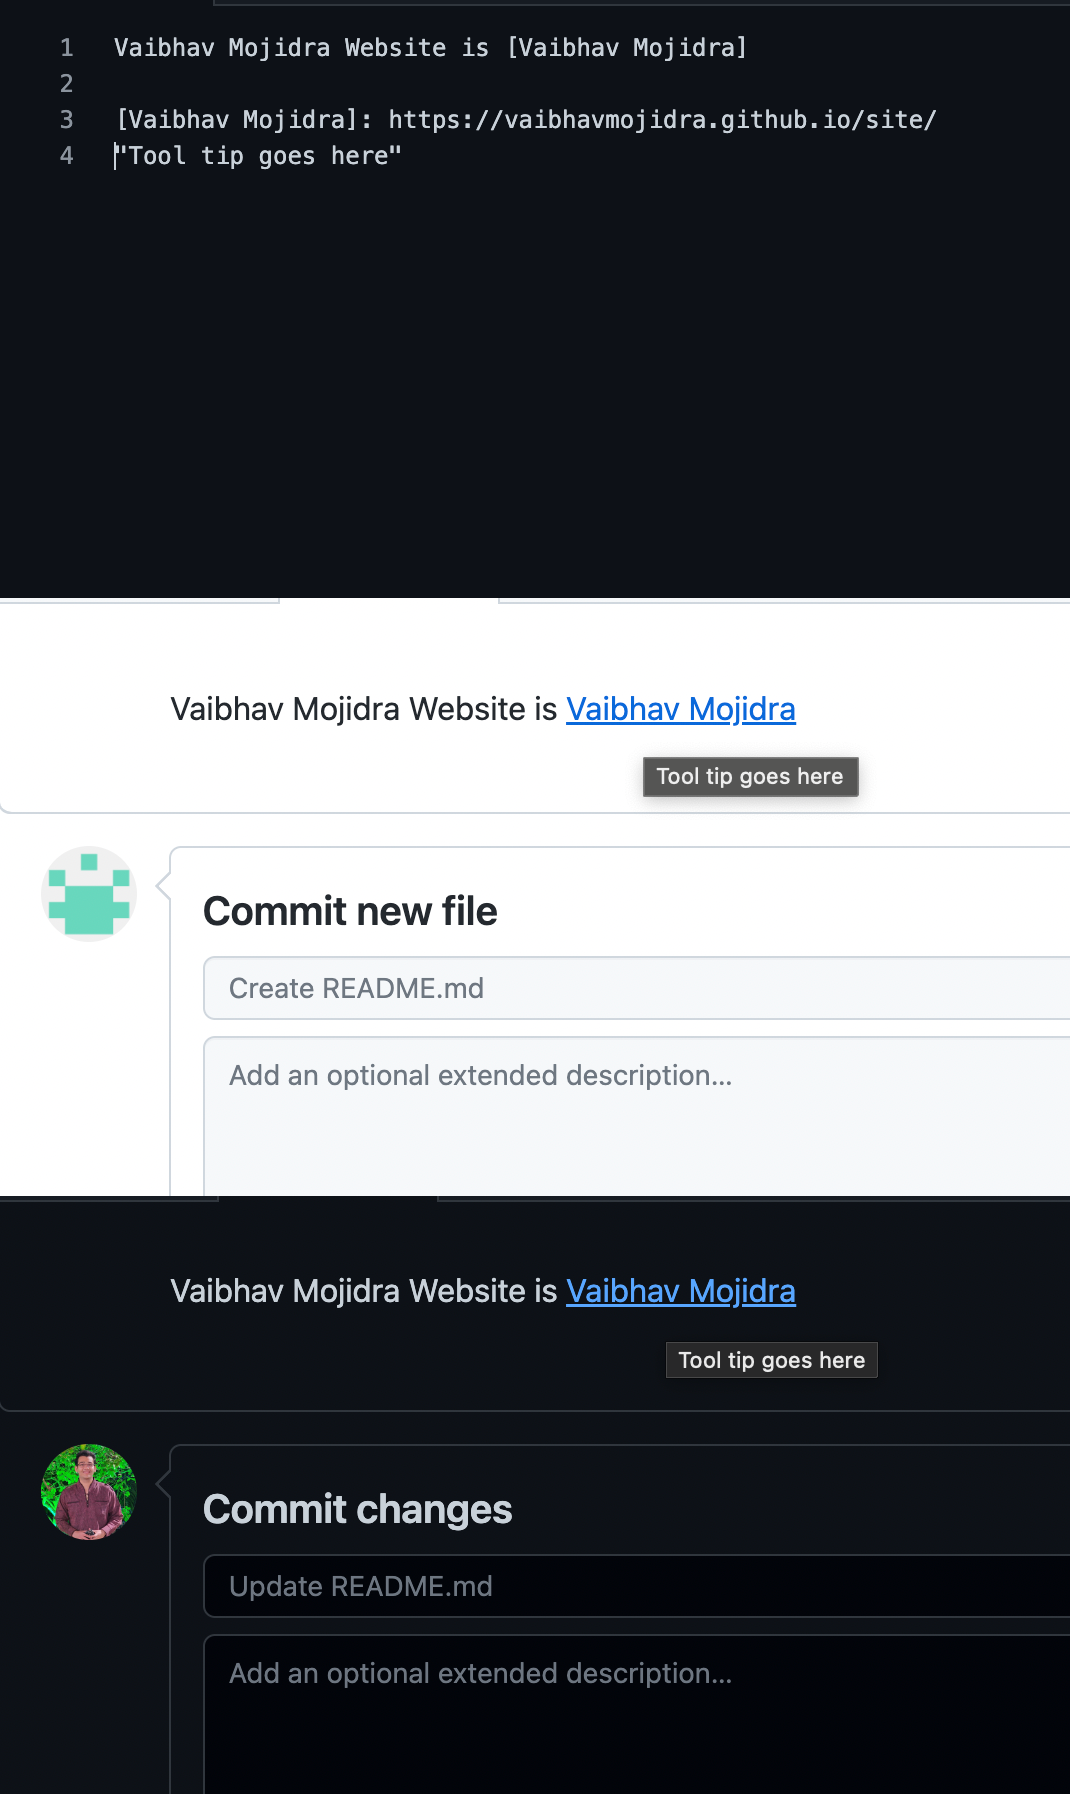 1 Vaibhav Mojidra Website is [Vaibhav Mojidra]
2
3 [Vaibhav Mojidra]: https://vaibhavmojidra.github.io/site/
4 "Tool tip goes here"
Vaibhav Mojidra Website is Vaibhav Mojidra
Tool tip goes here
Commit new file
Create README.md
Add an optional extended description...
Vaibhav Mojidra Website is Vaibhav Mojidra
Tool tip goes here
Commit changes
Update README.md
Add an optional extended description...